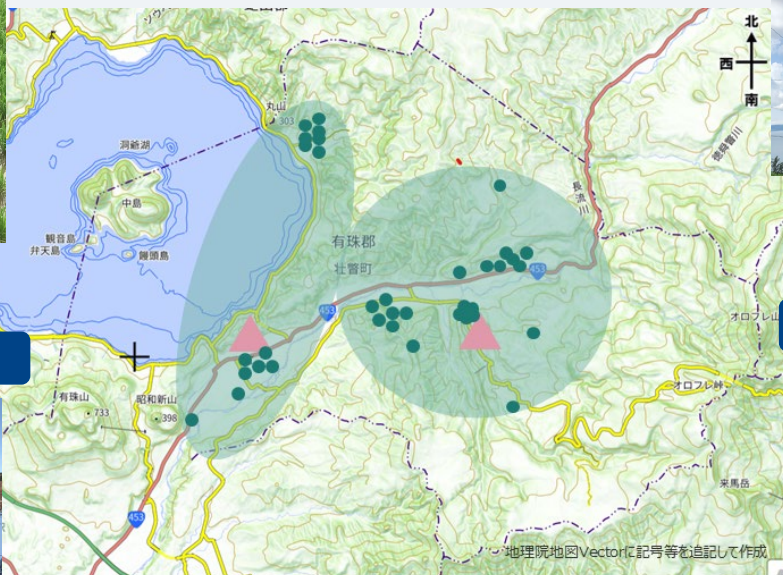 北
西
南
丸山
303
洞爺湖
中島
観音島
弁天島
饅頭島
徳舜瞥川
長流川
有珠郡
壮瞥町
453
453
オロフレ山
オロフレ峠
有珠山
733
昭和新山
398
来馬岳
453
地理院地図Vectorに記号等を追記して作成